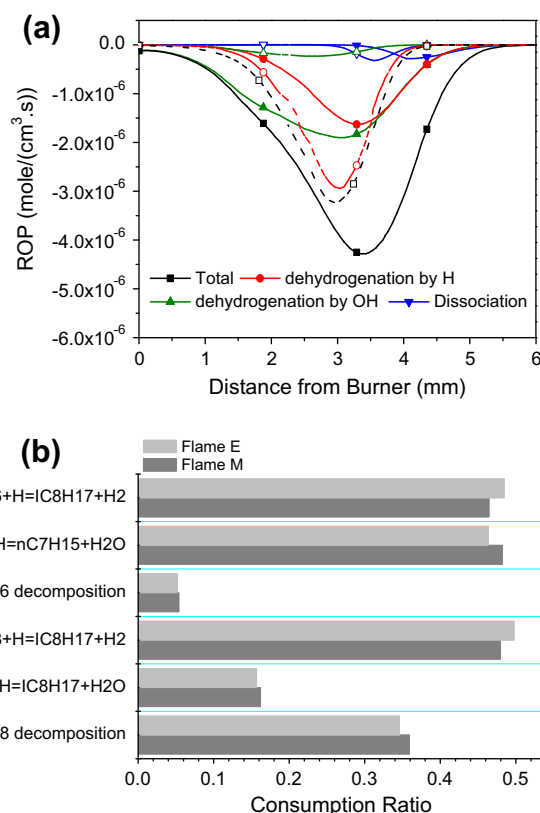 (a)
0.0
-1.0x10⁻⁶
-2.0x10⁻⁶
-3.0x10⁻⁶
-4.0x10⁻⁶
-5.0x10⁻⁶
-6.0x10⁻⁶
ROP (mole/(cm³.s)
Total dehydrogenation by H
dehydrogenation by OH Dissociation
0 1 2 3 4 5 6
Distance from Burner (mm)
(b)
Flame E
Flame M
6+H=IC8H17+H2
H=nC7H15+H2O
6 decomposition
+H=IC8H17+H2
H=IC8H17+H2O
8 decomposition
0.0 0.1 0.2 0.3 0.4 0.5
Consumption Ratio